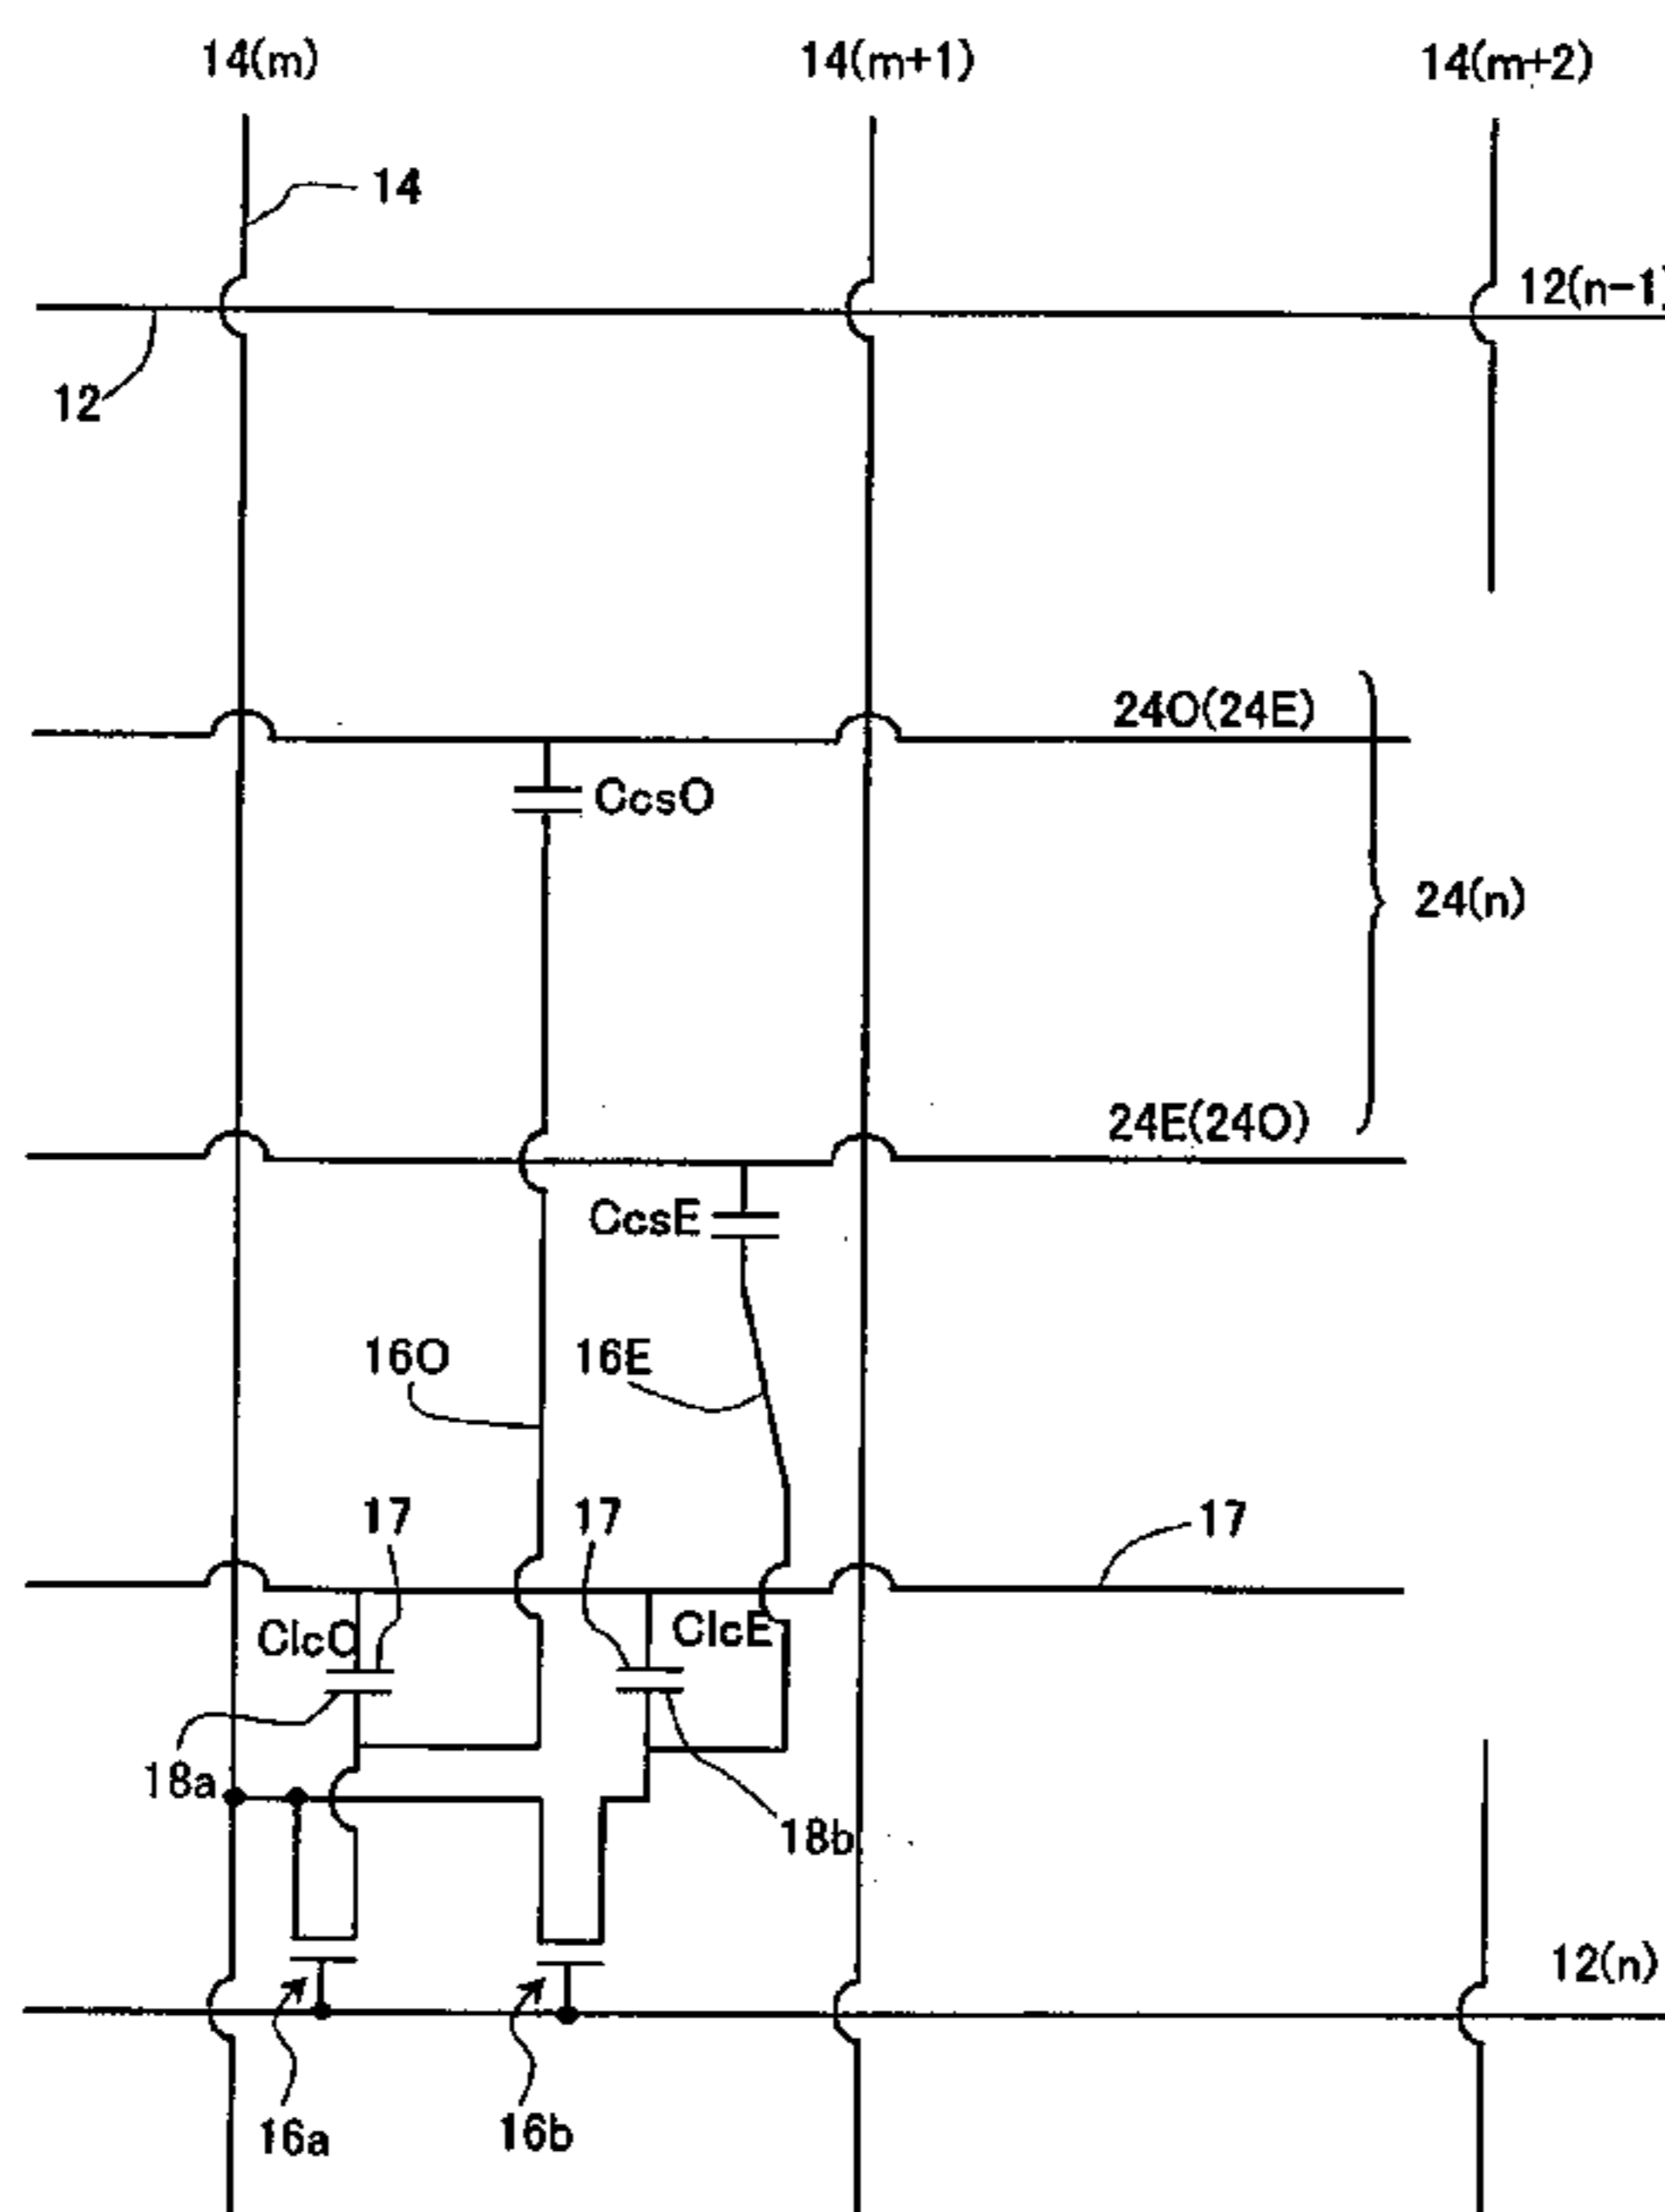 14(m)
14(m+1)
14(m+2)
14
12(n-1)
12
24O(24E)
CcsO
24(n)
24E(24O)
CcsE
16O
16E
17
17
17
ClcO
ClcE
18a
18b
12(n)
16a
16b